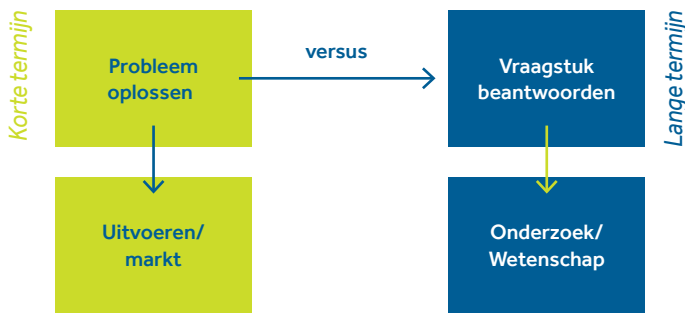 Korte termijn
Probleem
oplossen
versus
Vraagstuk
beantwoorden
Lange termijn
Uitvoeren/
markt
Onderzoek/
Wetenschap